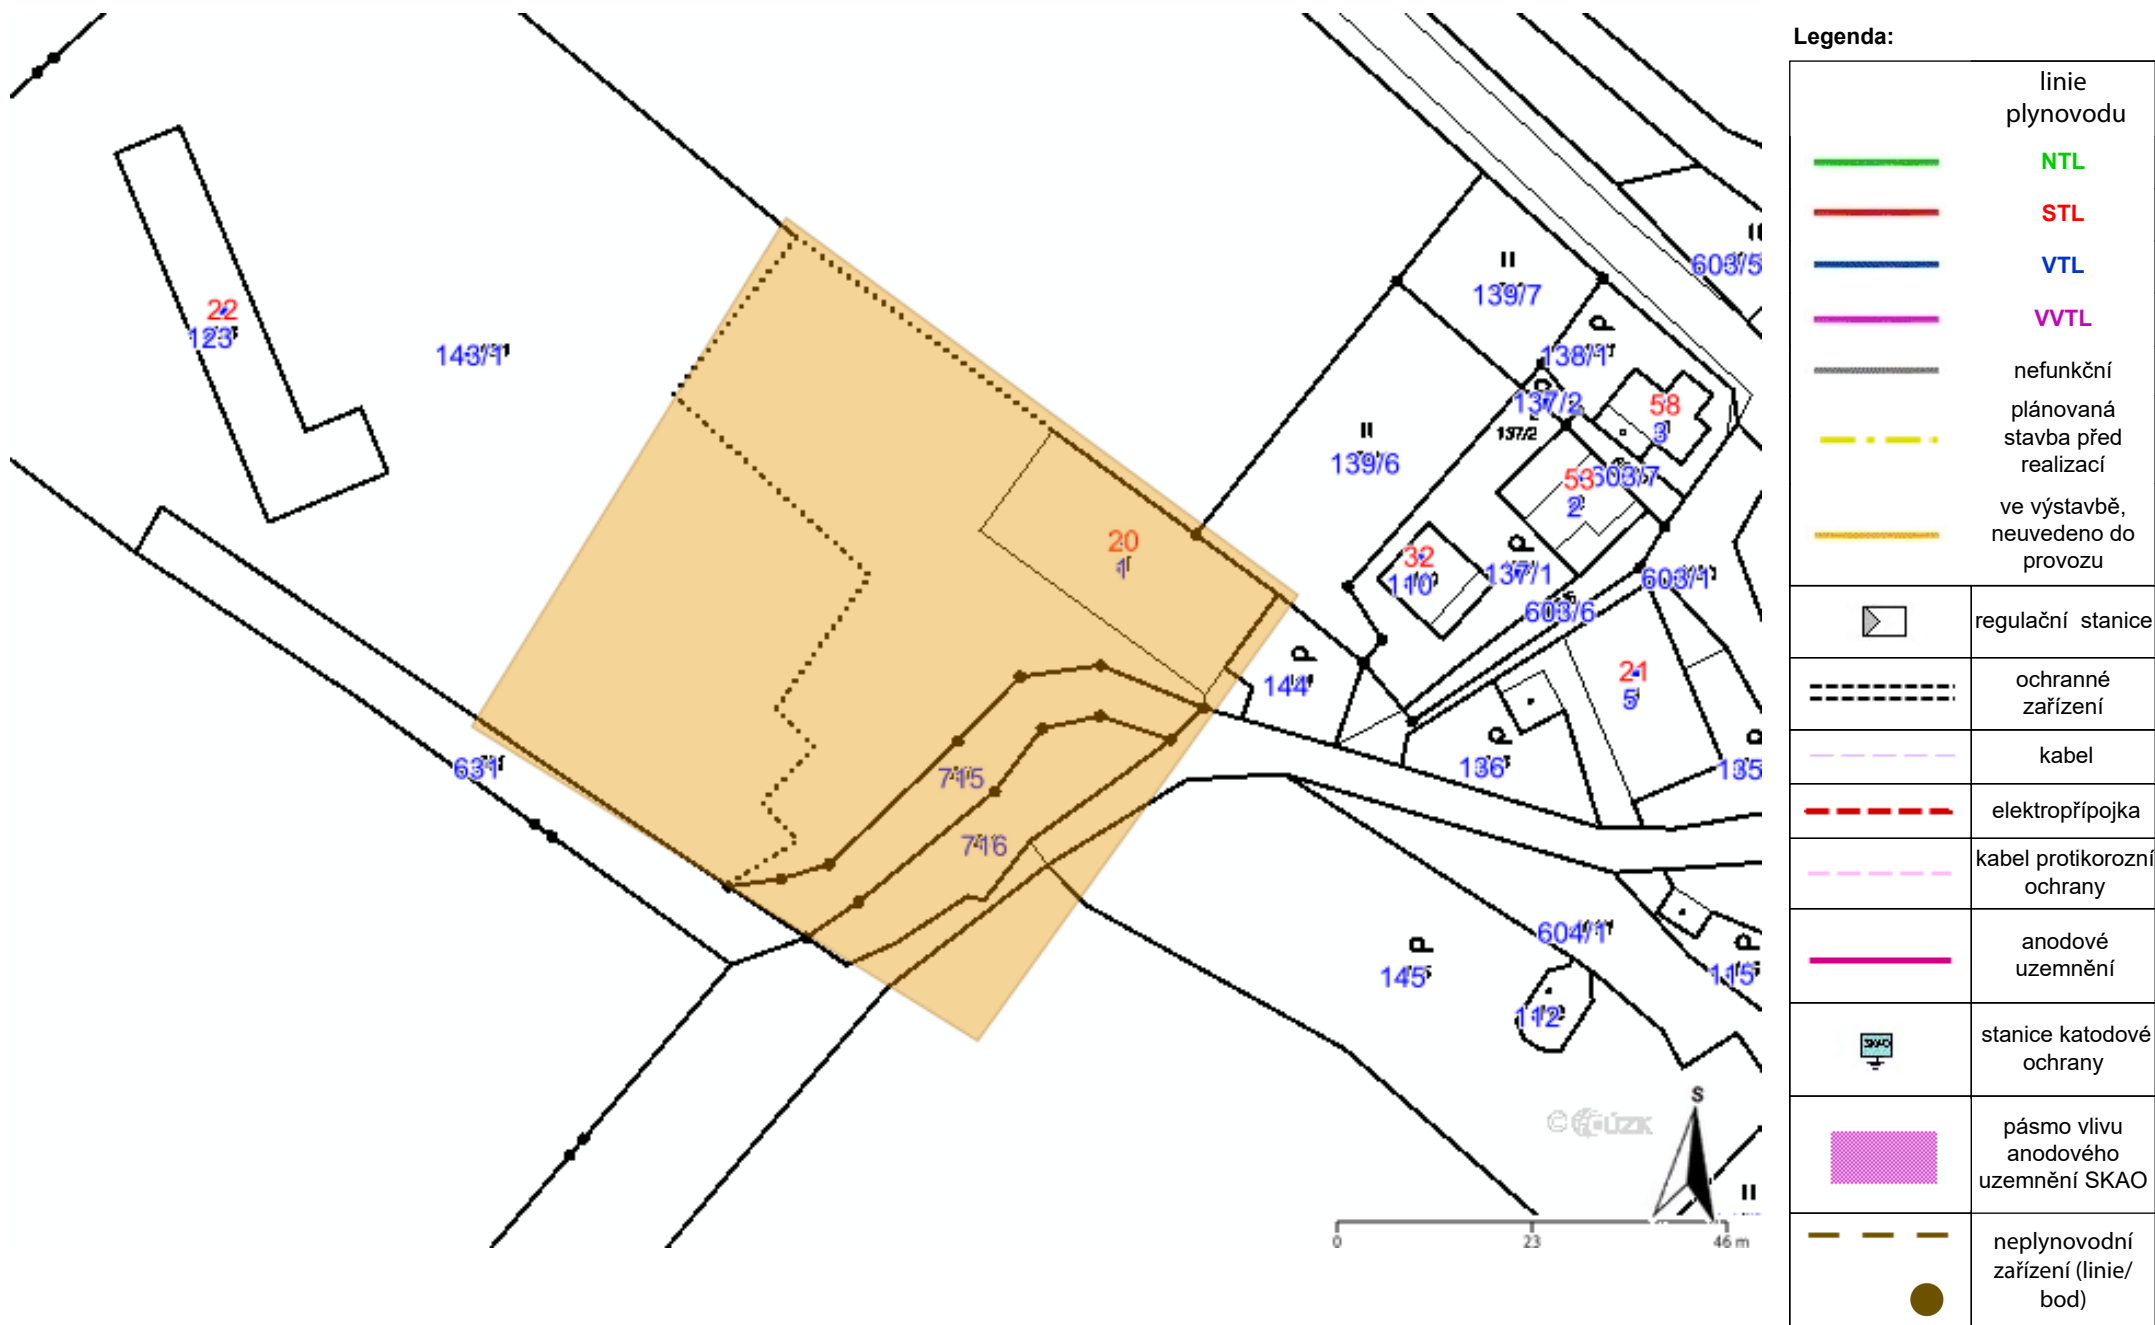 Legenda:
linie
plynovodu
NTL
STL
VTL
VVTL
nefunkční
plánovaná
stavba před
realizací
ve výstavbě,
neuvedeno do
provozu
regulační stanice
ochranné
zařízení
kabel
elektropřípojka
kabel protikorozní
ochrany
anodové
uzemnění
SKAO
stanice katodové
ochrany
pásmo vlivu
anodového
uzemnění SKAO
neplynovodní
zařízení (linie/
bod)
603/5
139/7
22
123
143/1
138/1
137/2
58
3
137/2
139/6
53
603/7
2
20
1
32
110
137/1
603/1
603/6
144
21
5
631
715
136
135
716
604/1
145
115
112
© ČÚZK
S
0
23
46 m